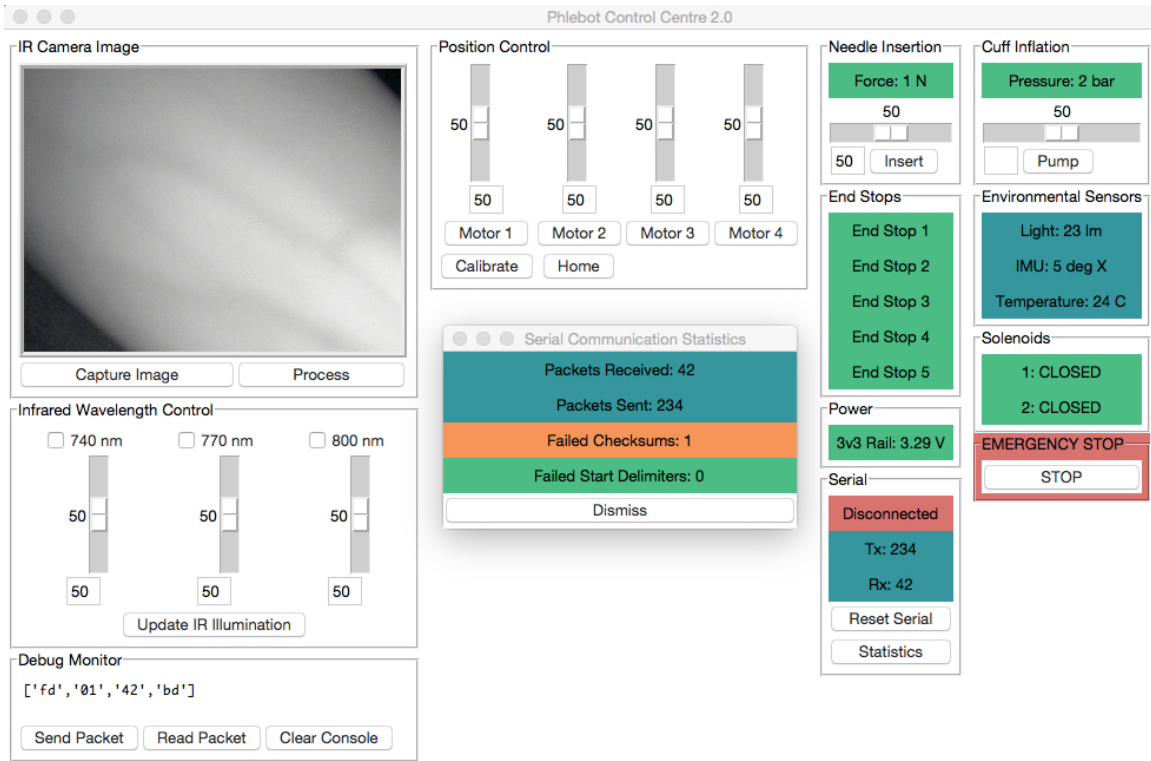 Phlebot Control Centre 2.0
IR Camera Image
Capture Image
Process
Infrared Wavelength Control
740 nm
770 nm
800 nm
50
50
50
50
50
50
Update IR Illumination
Debug Monitor
['fd','01','42','bd']
Send Packet
Read Packet
Clear Console
Position Control
50
50
50
50
50
50
50
50
Motor 1
Motor 2
Motor 3
Motor 4
Calibrate
Home
Serial Communication Statistics
Packets Received: 42
Packets Sent: 234
Failed Checksums: 1
Failed Start Delimiters: 0
Dismiss
Needle Insertion
Force: 1 N
50
50
Insert
End Stops
End Stop 1
End Stop 2
End Stop 3
End Stop 4
End Stop 5
Power
3v3 Rail: 3.29 V
Serial
Disconnected
Tx: 234
Rx: 42
Reset Serial
Statistics
Cuff Inflation
Pressure: 2 bar
50
Pump
Environmental Sensors
Light: 23 lm
IMU: 5 deg X
Temperature: 24 C
Solenoids
1: CLOSED
2: CLOSED
EMERGENCY STOP
STOP